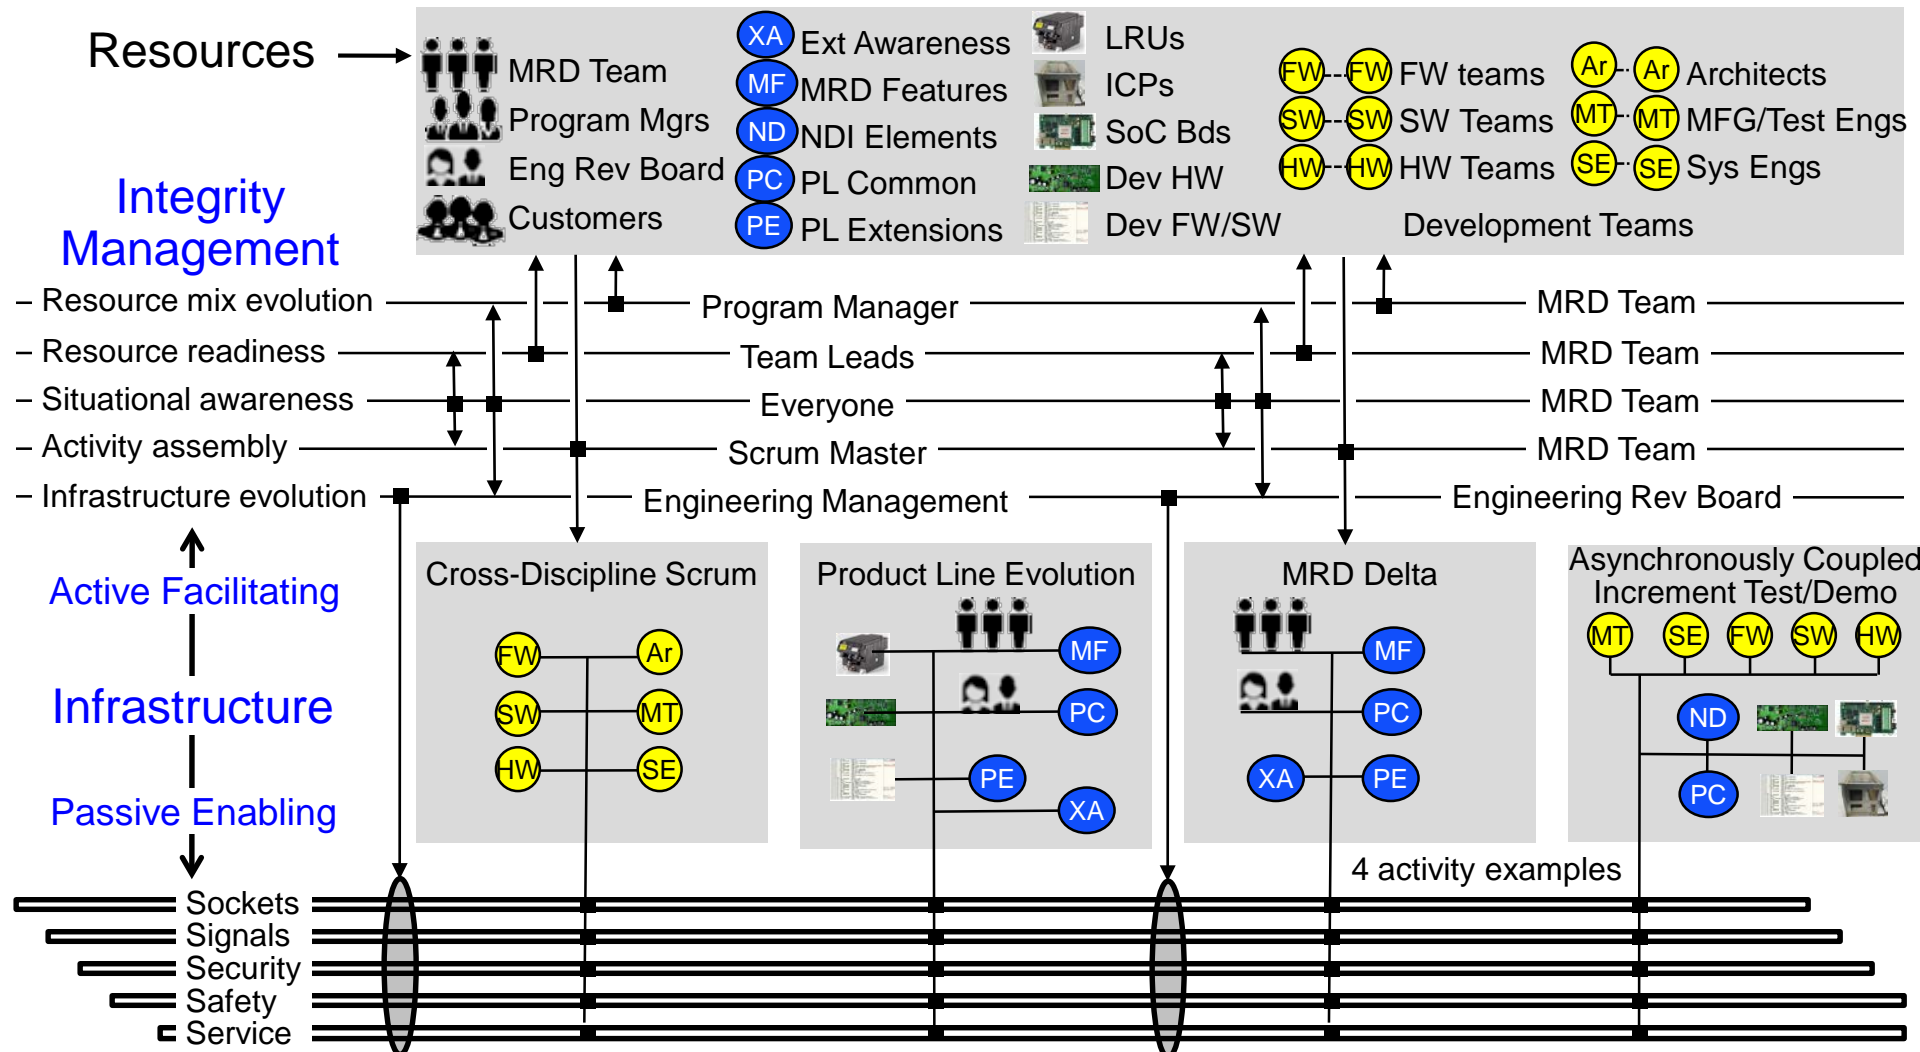 Resources
MRD Team
Program Mgrs
Eng Rev Board
Customers
XA Ext Awareness
MF MRD Features
ND NDI Elements
PC PL Common
PE PL Extensions
LRUs
ICPs
SoC Bds
Dev HW
Dev FW/SW
FW FW FW teams
SW SW SW Teams
HW HW HW Teams
Ar Ar Architects
MT MT MFG/Test Engs
SE SE Sys Engs
Development Teams
Integrity
Management
Resource mix evolution Program Manager MRD Team
Resource readiness Team Leads MRD Team
Situational awareness Everyone MRD Team
Activity assembly Scrum Master MRD Team
Infrastructure evolution Engineering Management Engineering Rev Board
Active Facilitating
Infrastructure
Passive Enabling
Cross-Discipline Scrum
FW Ar
SW MT
HW SE
Product Line Evolution
MF
PC
PE
XA
MRD Delta
MF
PC
XA PE
Asynchronously Coupled
Increment Test/Demo
MT SE FW SW HW
ND
PC
4 activity examples
Sockets
Signals
Security
Safety
Service